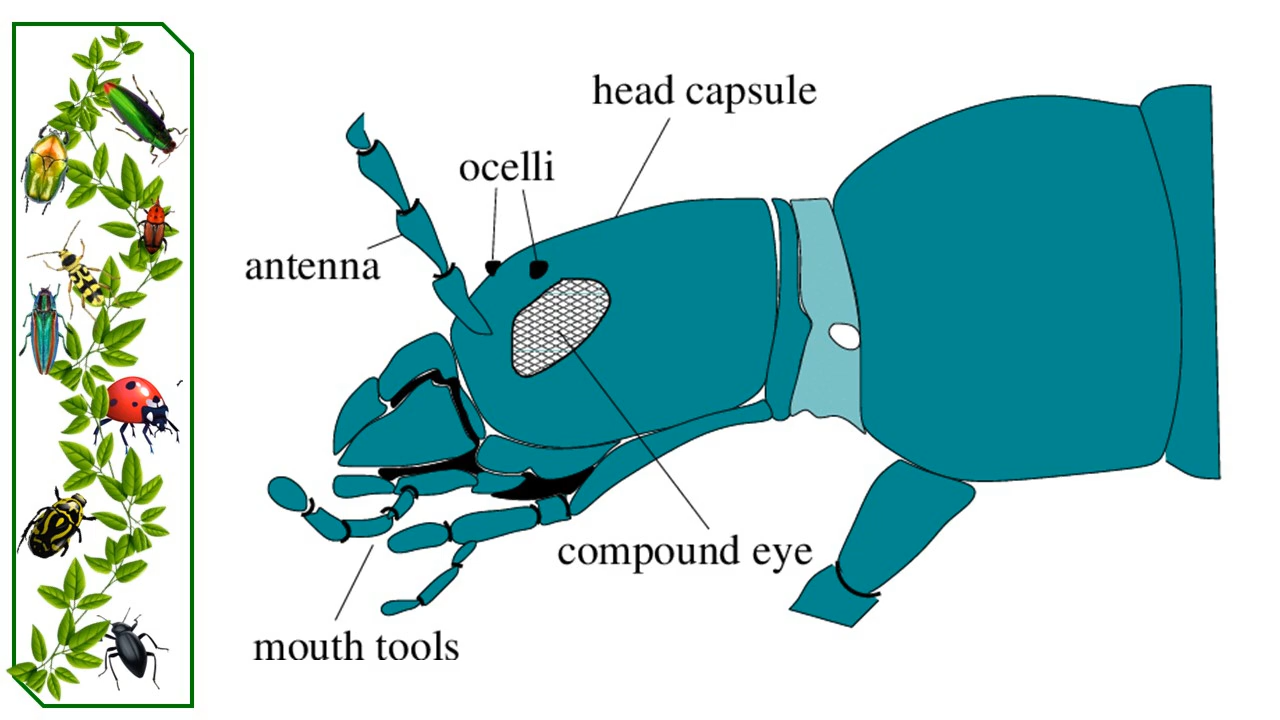 head capsule
ocelli
antenna
compound eye
mouth tools